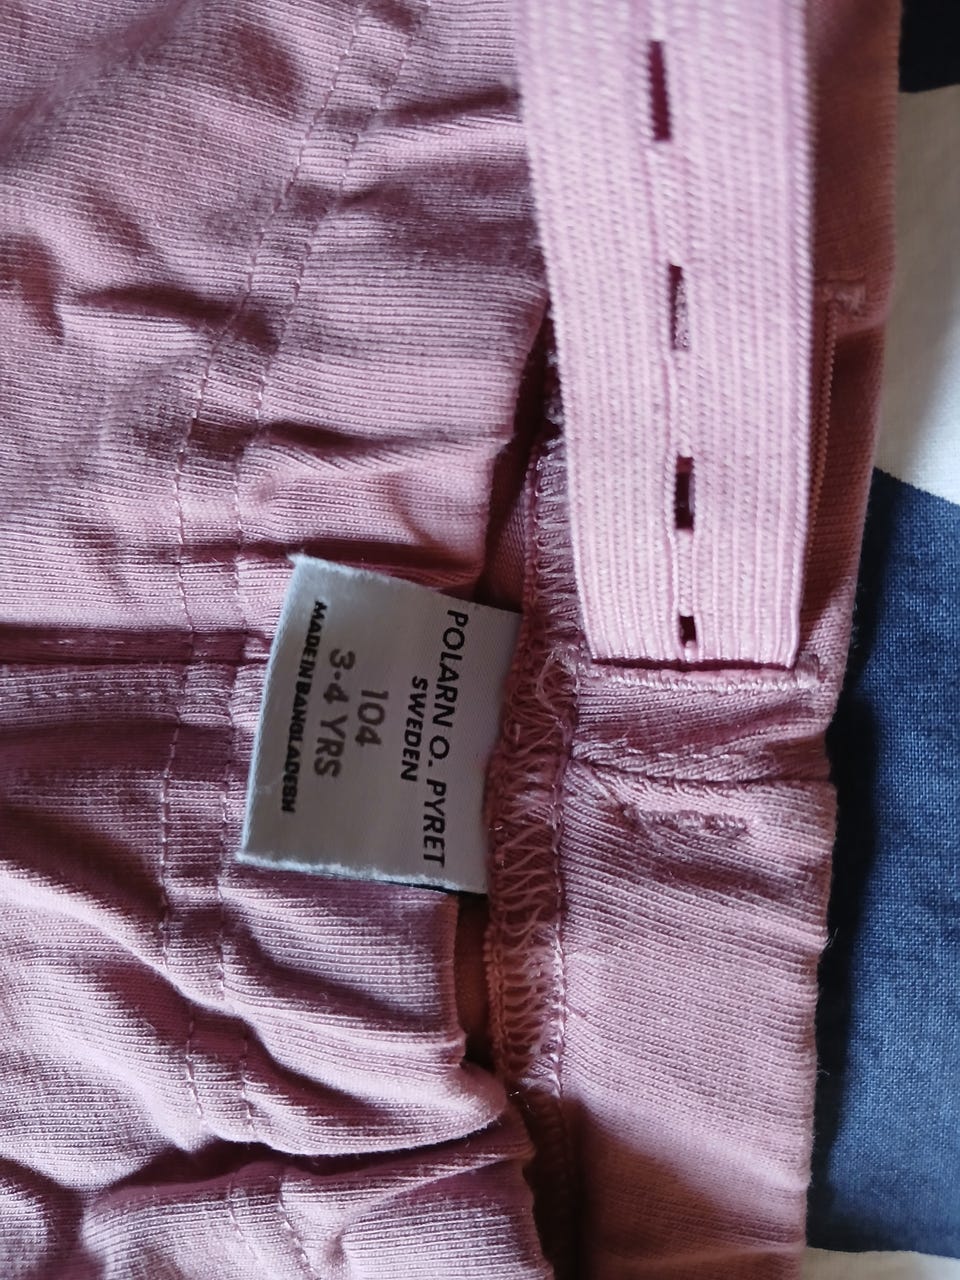 POLARN O. PYRET
SWEDEN
104
3-4 YRS
MADE IN BANGLADESH